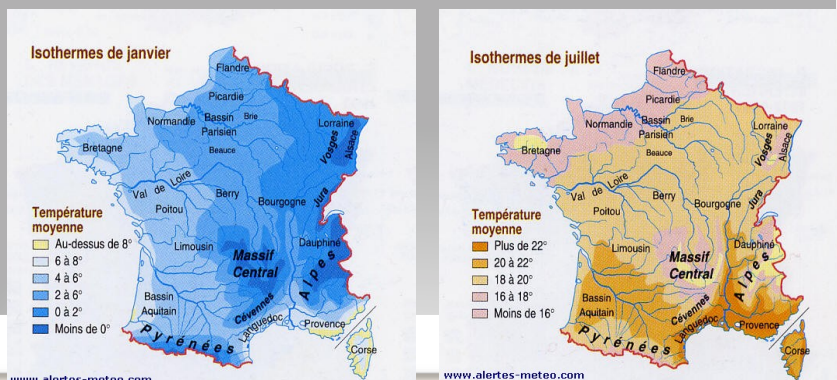 Isothermes de janvier
Flandre
Picardie
Normandie
Bassin
Parisien
Brie
Lorraine
Vosges
Alsace
Bretagne
Beauce
Val de Loire
Berry
Bourgogne
Jura
Poitou
Température
moyenne
Au-dessus de 8°
6 à 8°
4 à 6°
2 à 6°
0 à 2°
Moins de 0°
Limousin
Massif
Central
Dauphiné
Alpes
Bassin
Aquitain
Cévennes
Languedoc
Provence
Pyrénées
Corse
www.alertes-meteo.com
Isothermes de juillet
Flandre
Picardie
Normandie
Bassin
Parisien
Brie
Lorraine
Vosges
Alsace
Bretagne
Beauce
Val de Loire
Berry
Bourgogne
Jura
Poitou
Température
moyenne
Plus de 22°
20 à 22°
18 à 20°
16 à 18°
Moins de 16°
Limousin
Massif
Central
Dauphiné
Alpes
Bassin
Aquitain
Cévennes
Languedoc
Provence
Pyrénées
Corse
www.alertes-meteo.com